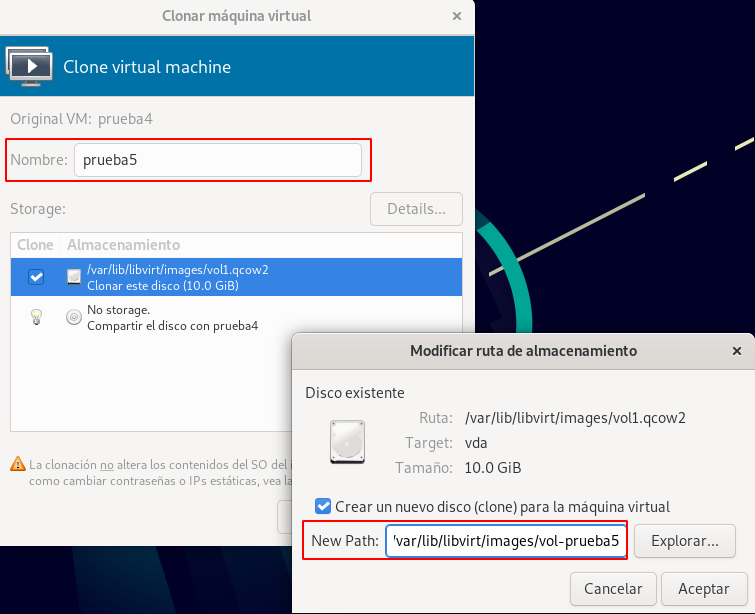 Clonar máquina virtual
Clone virtual machine
Original VM: prueba4
Nombre: prueba5
Storage: Details...
Clone Almacenamiento
/var/lib/libvirt/images/vol1.qcow2
Clonar este disco (10.0 GiB)
No storage.
Compartir el disco con prueba4
La clonación no altera los contenidos del SO del
como cambiar contraseñas o IPs estáticas, vea
Modificar ruta de almacenamiento
Disco existente
Ruta: /var/lib/libvirt/images/vol1.qcow2
Target: vda
Tamaño: 10.0 GiB
Crear un nuevo disco (clone) para la máquina virtual
New Path: var/lib/libvirt/images/vol-prueba5 Explorar...
Cancelar Aceptar